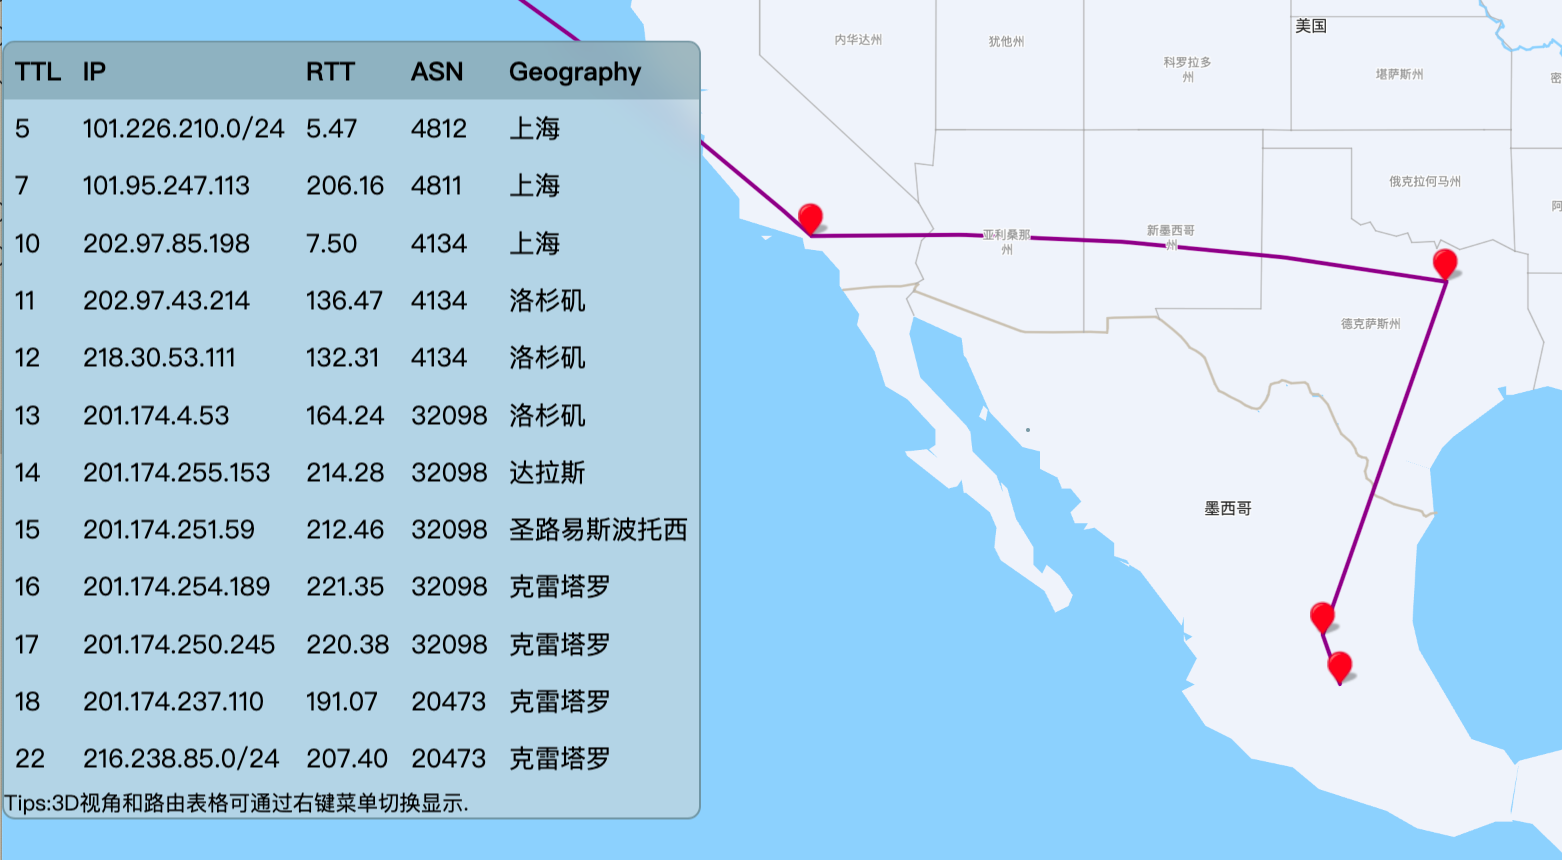 TTL IP RTT ASN Geography
5 101.226.210.0/24 5.47 4812 上海
7 101.95.247.113 206.16 4811 上海
10 202.97.85.198 7.50 4134 上海
11 202.97.43.214 136.47 4134 洛杉矶
12 218.30.53.111 132.31 4134 洛杉矶
13 201.174.4.53 164.24 32098 洛杉矶
14 201.174.255.153 214.28 32098 达拉斯
15 201.174.251.59 212.46 32098 圣路易斯波托西
16 201.174.254.189 221.35 32098 克雷塔罗
17 201.174.250.245 220.38 32098 克雷塔罗
18 201.174.237.110 191.07 20473 克雷塔罗
22 216.238.85.0/24 207.40 20473 克雷塔罗
Tips:3D视角和路由表格可通过右键菜单切换显示.
美国
内华达州
犹他州
科罗拉多
州
堪萨斯州
密
俄克拉何马州
阿
亚利桑那
州
新墨西哥
州
德克萨斯州
墨西哥